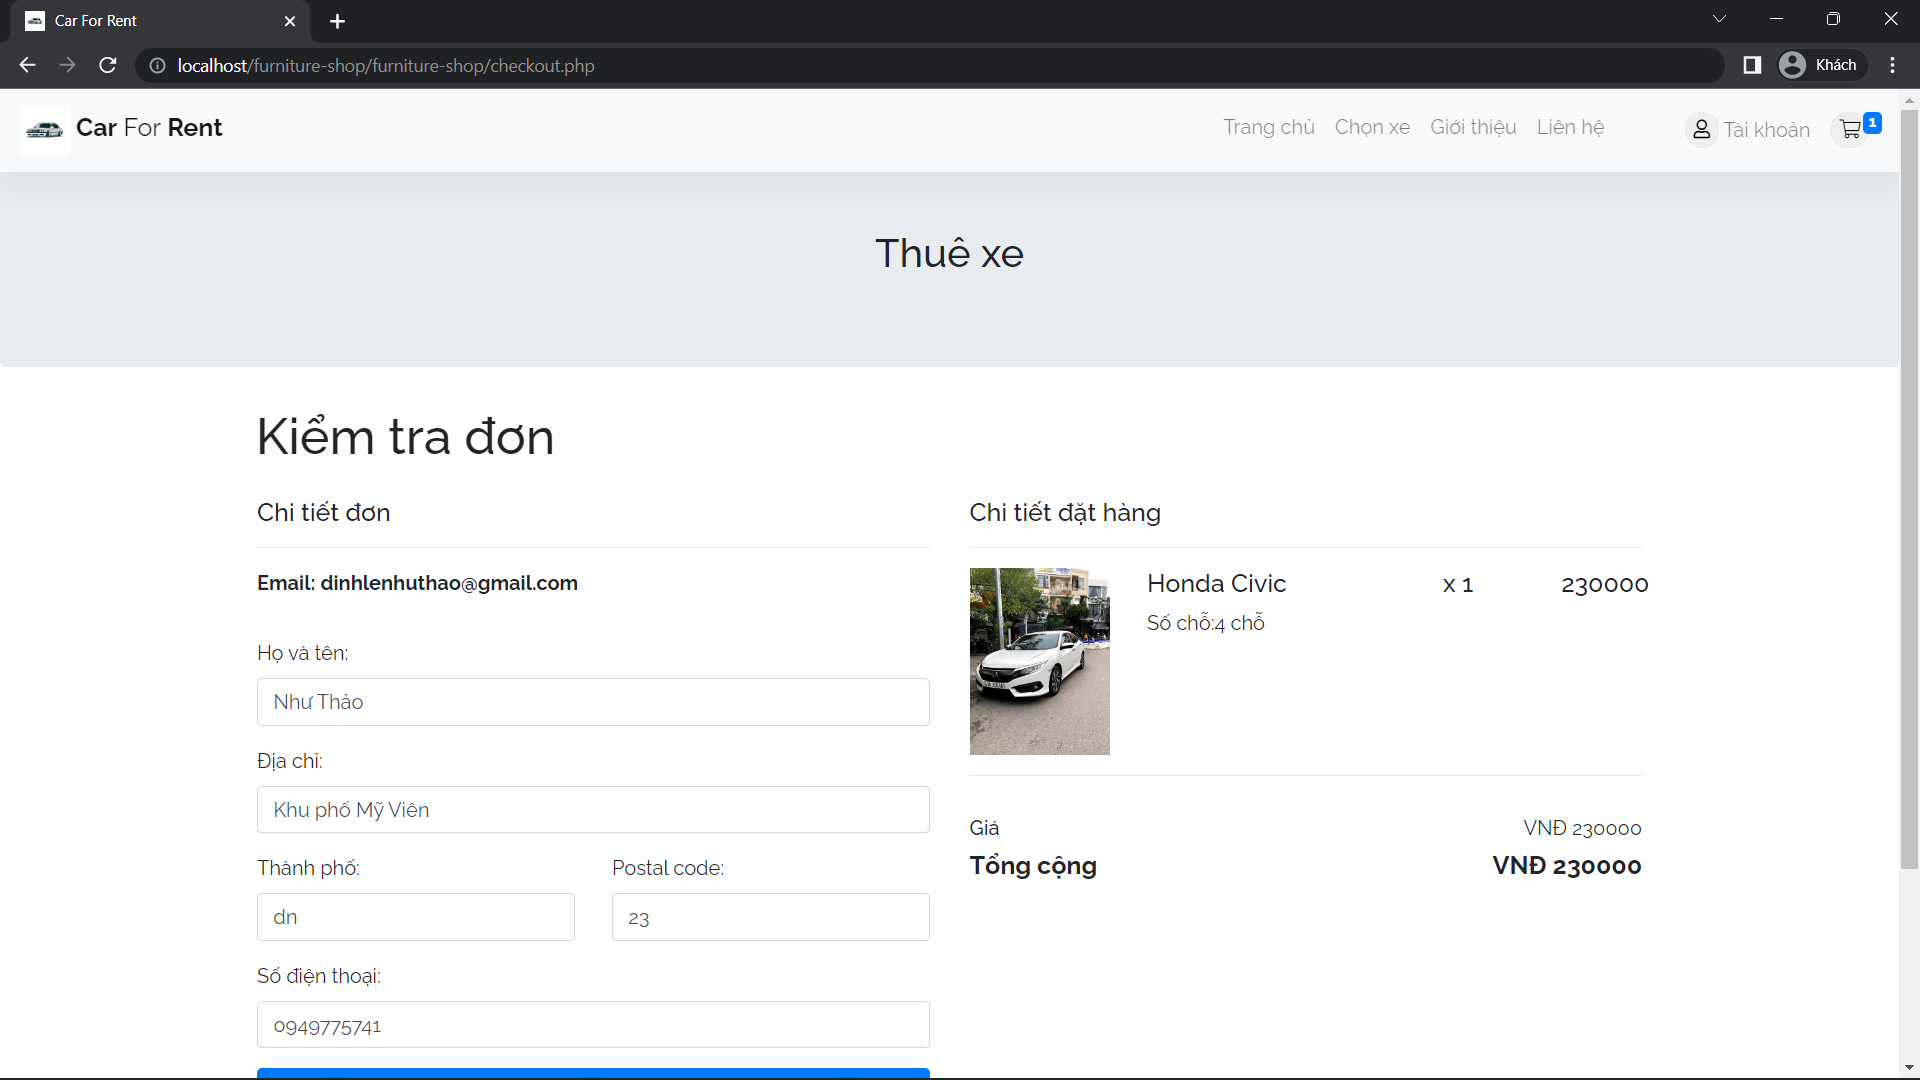 Car For Rent
localhost/furniture-shop/furniture-shop/checkout.php
Khách
Car For Rent
Trang chủ
Chọn xe
Giới thiệu
Liên hệ
Tài khoản
1
Thuê xe
Kiểm tra đơn
Chi tiết đơn
Email: dinhlenhuthao@gmail.com
Họ và tên:
Như Thảo
Địa chỉ:
Khu phố Mỹ Viên
Thành phố:
Postal code:
dn
23
Số điện thoại:
0949775741
Chi tiết đặt hàng
Honda Civic
x 1
230000
Số chỗ:4 chỗ
Giá
VNĐ 230000
Tổng cộng
VNĐ 230000